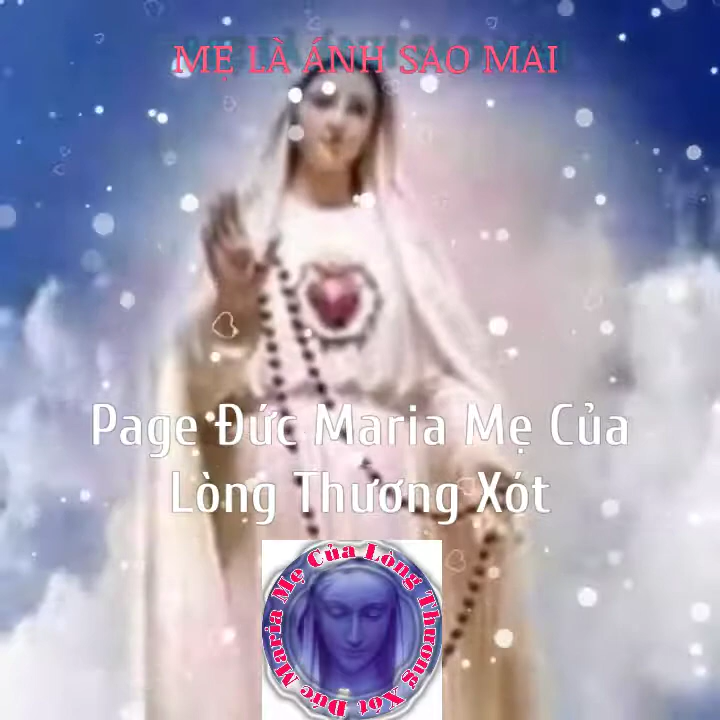 MẸ LÀ ÁNH SAO MAI
Page Đức Maria Mẹ Của
Lòng Thương Xót
Đức Maria Mẹ Của Lòng Thương Xót